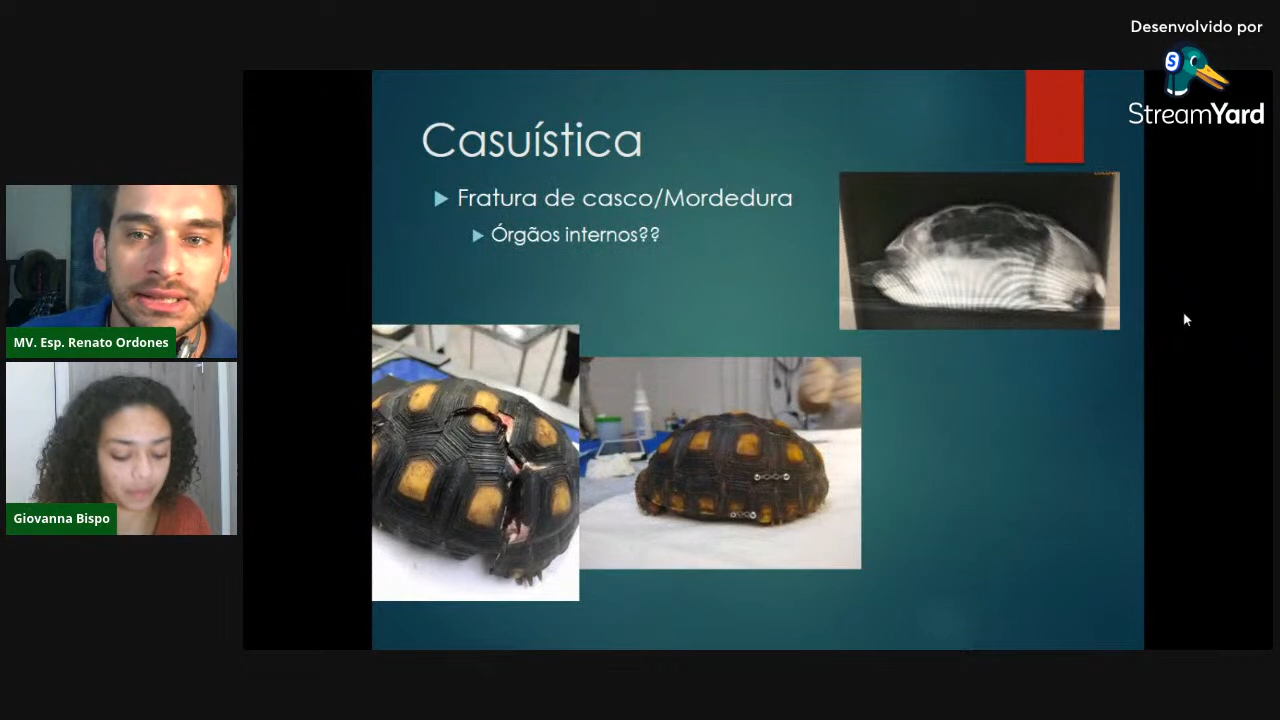 Desenvolvido por
StreamYard
Casuística
Fratura de casco/Mordedura
Órgãos internos??
MV. Esp. Renato Ordones
Giovanna Bispo